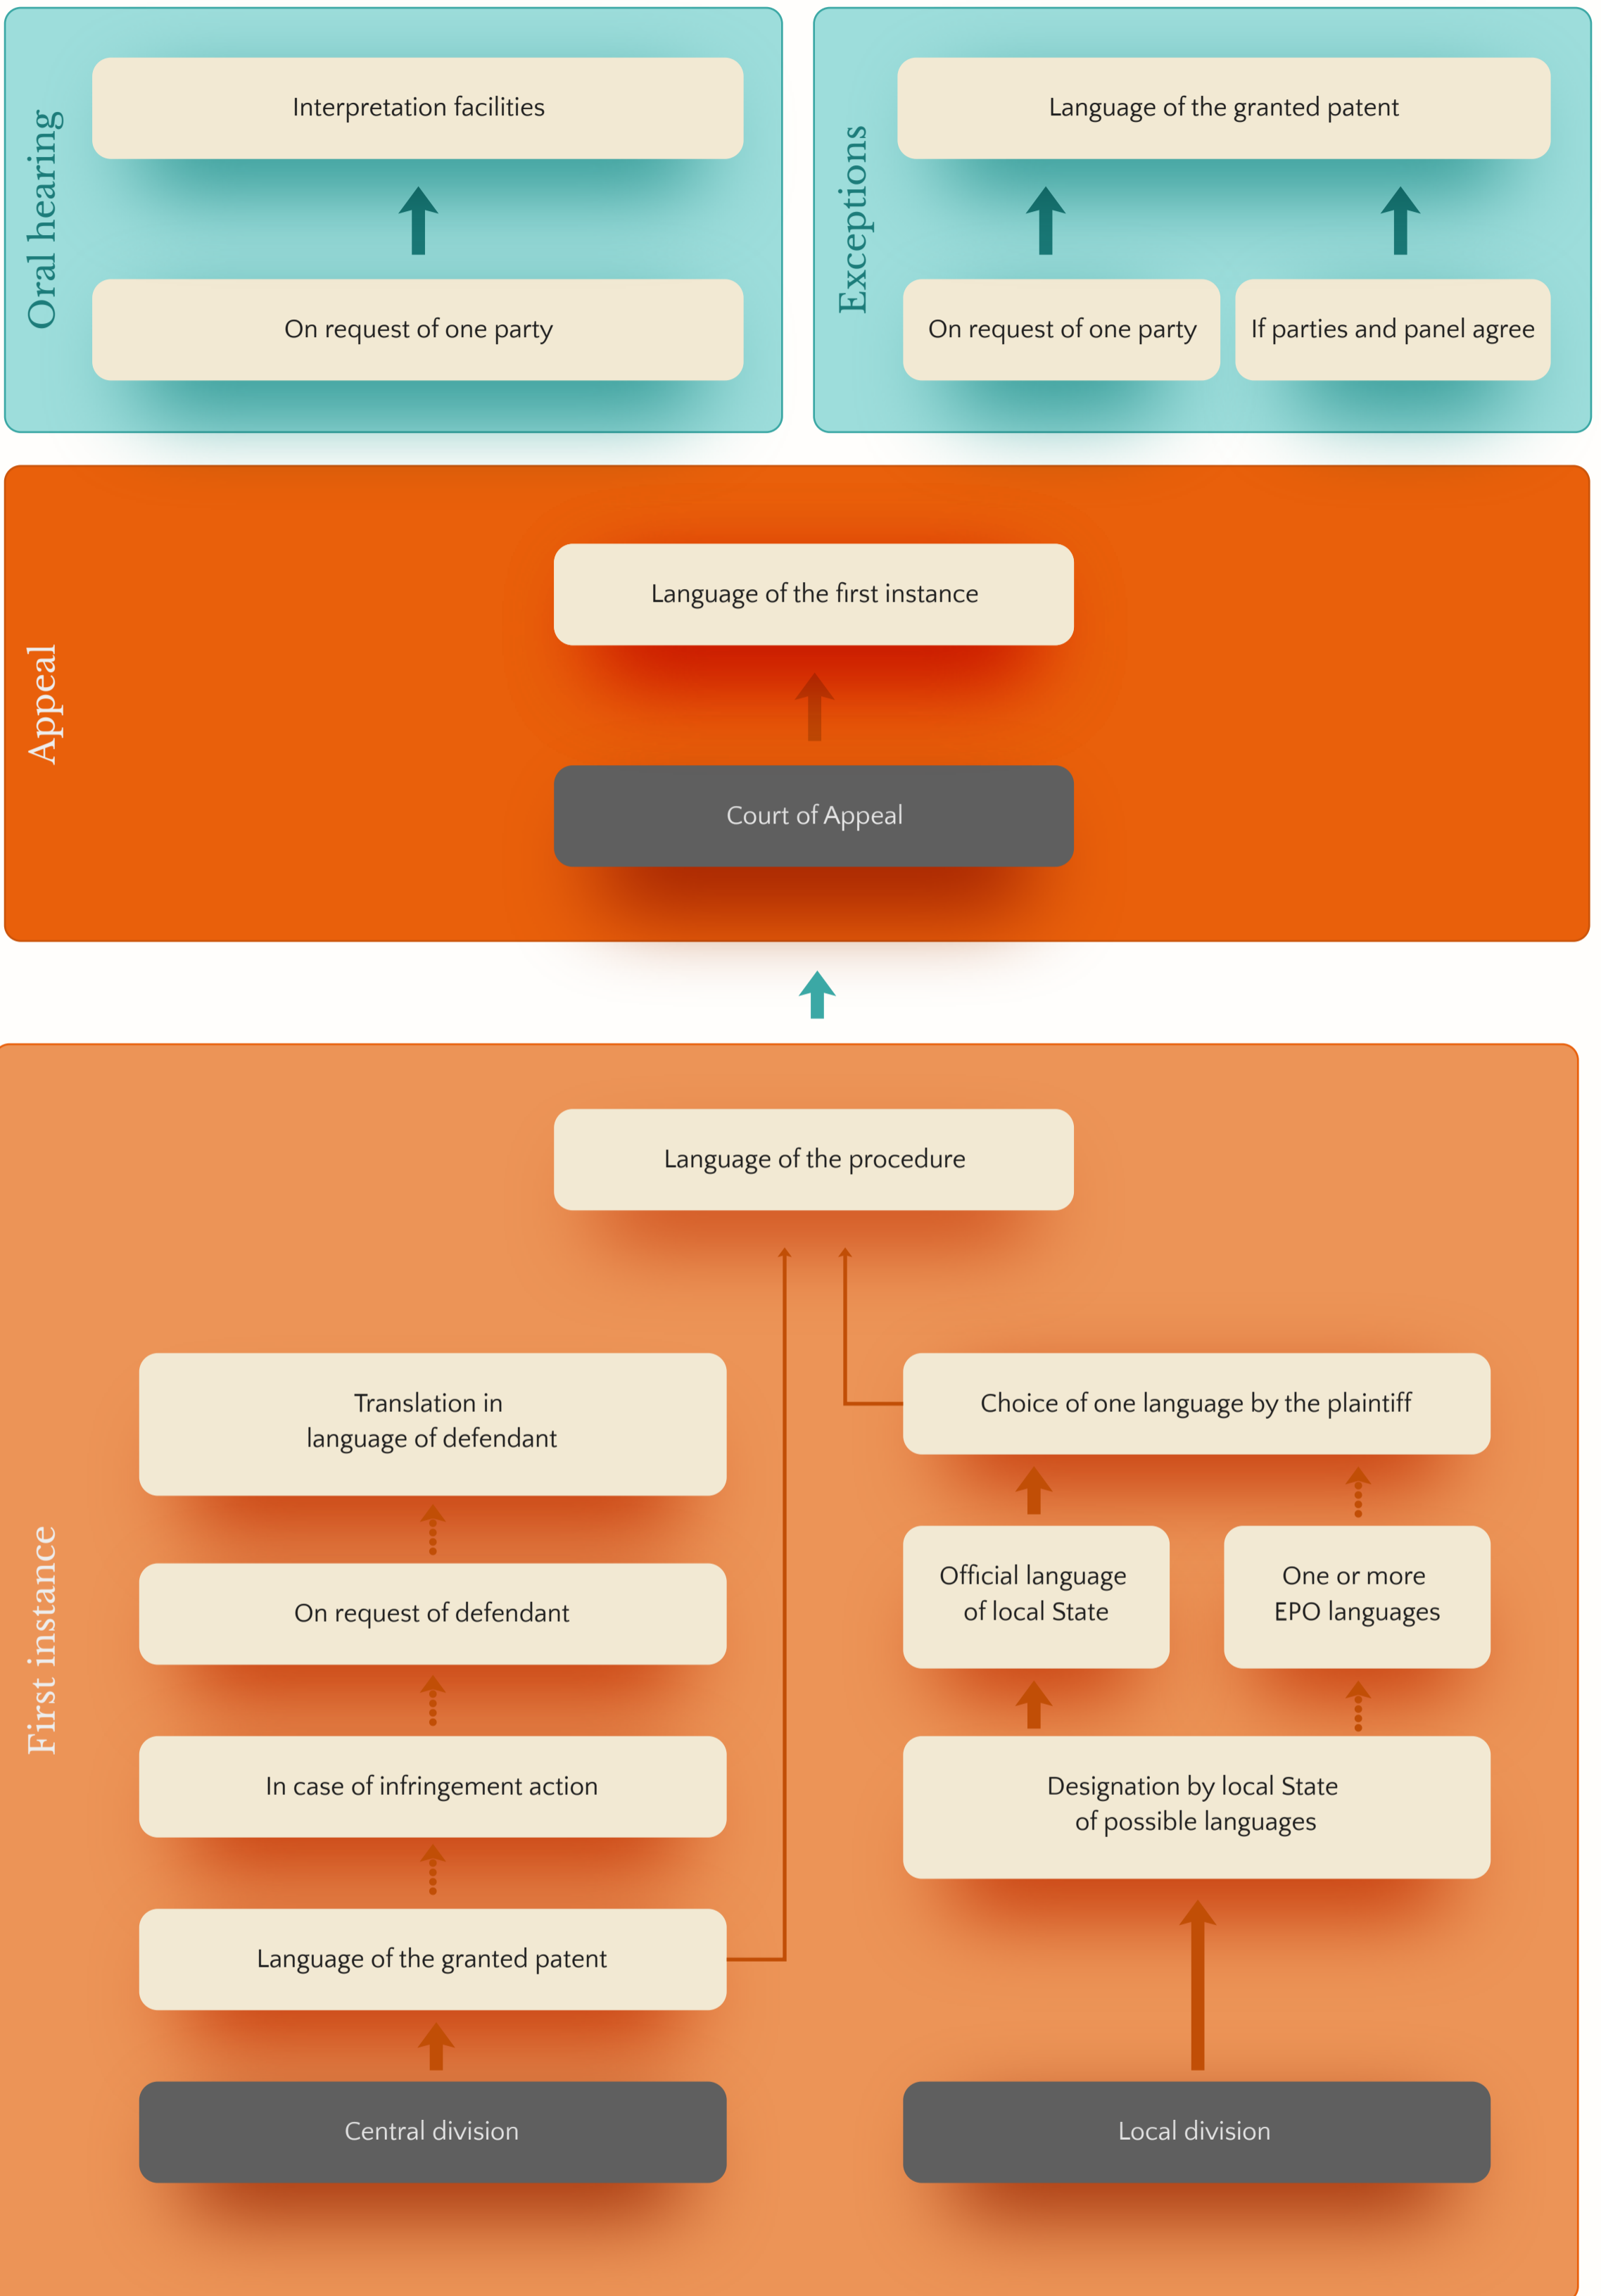 Oral hearing
Interpretation facilities
On request of one party
Exceptions
Language of the granted patent
On request of one party
If parties and panel agree
Appeal
Language of the first instance
Court of Appeal
First instance
Language of the procedure
Translation in
language of defendant
On request of defendant
In case of infringement action
Language of the granted patent
Central division
Choice of one language by the plaintiff
Official language
of local State
One or more
EPO languages
Designation by local State
of possible languages
Local division